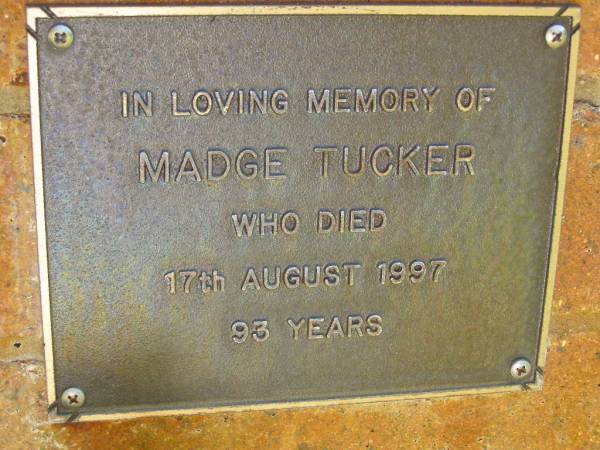 IN LOVING MEMORY OF
MADGE TUCKER
WHO DIED
17th AUGUST 1997
93 YEARS